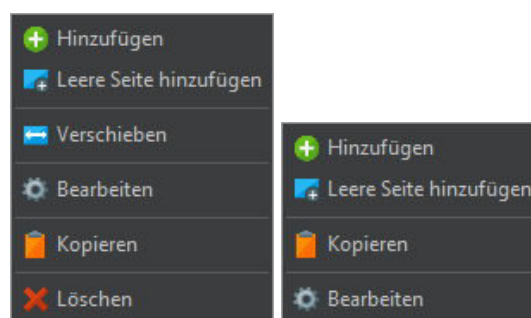 Hinzufügen
Leere Seite hinzufügen
Verschieben
Bearbeiten
Kopieren
Löschen
Hinzufügen
Leere Seite hinzufügen
Kopieren
Bearbeiten